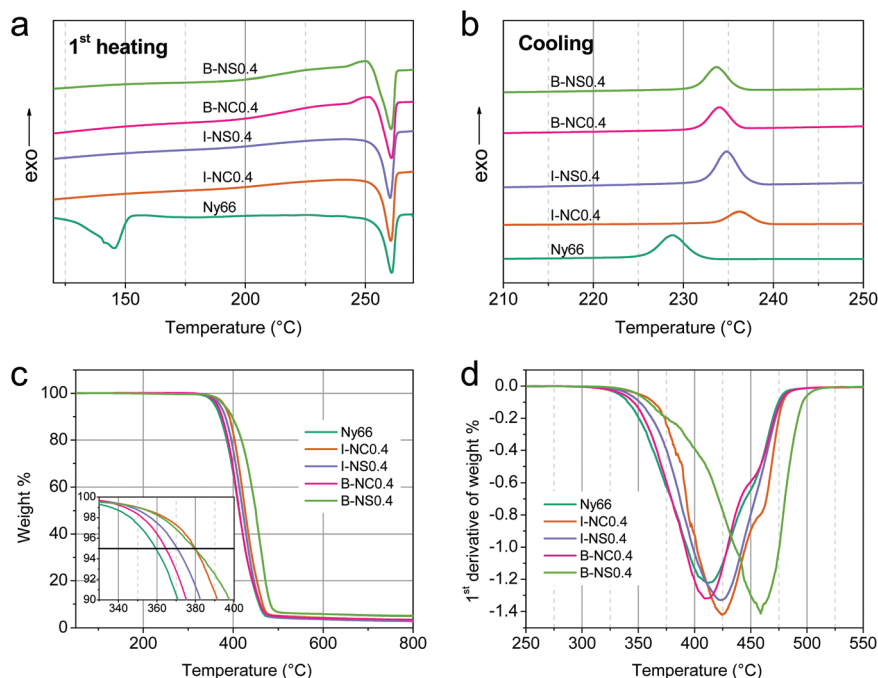 a
1st heating
B-NS0.4
B-NC0.4
I-NS0.4
I-NC0.4
Ny66
exo
150 200 250
Temperature (°C)
b
Cooling
B-NS0.4
B-NC0.4
I-NS0.4
I-NC0.4
Ny66
exo
210 220 230 240 250
Temperature (°C)
c
Weight %
100
80
60
40
20
0
200 400 600 800
Temperature (°C)
Ny66
I-NC0.4
I-NS0.4
B-NC0.4
B-NS0.4
100
98
96
94
92
90
340 360 380 400
d
1st derivative of weight %
0.0
-0.2
-0.4
-0.6
-0.8
-1.0
-1.2
-1.4
250 300 350 400 450 500 550
Temperature (°C)
Ny66
I-NC0.4
I-NS0.4
B-NC0.4
B-NS0.4